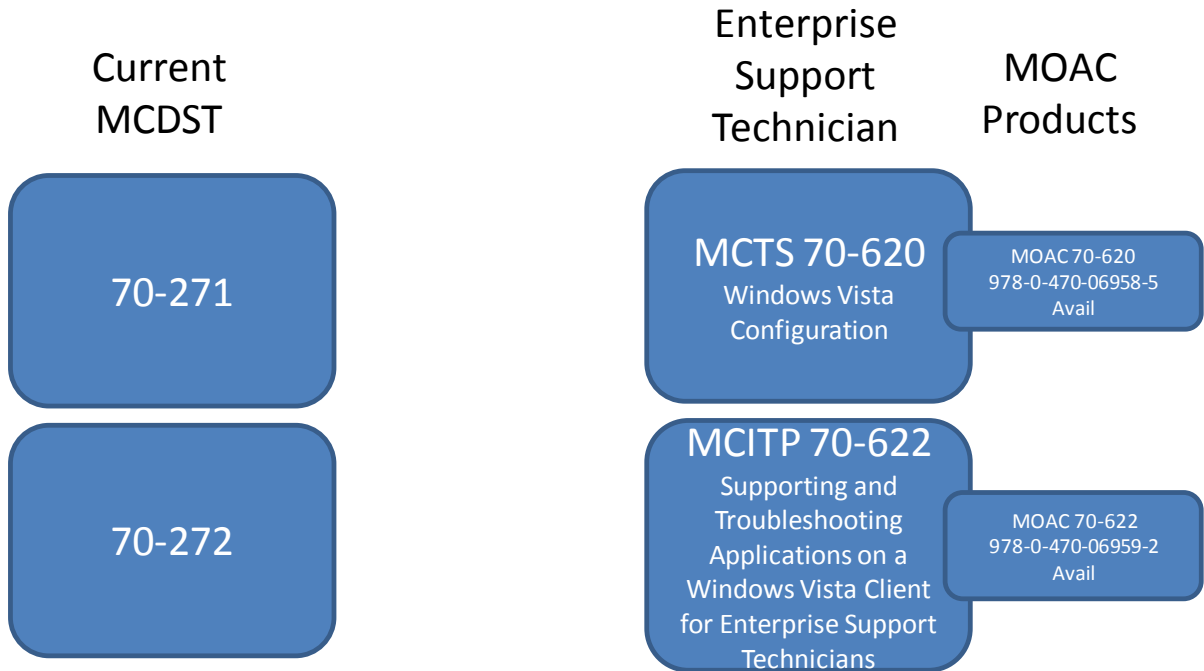 Current
MCDST
Enterprise
Support
Technician
MOAC
Products
70-271
MCTS 70-620
Windows Vista
Configuration
MOAC 70-620
978-0-470-06958-5
Avail
70-272
MCITP 70-622
Supporting and
Troubleshooting
Applications on a
Windows Vista Client
for Enterprise Support
Technicians
MOAC 70-622
978-0-470-06959-2
Avail